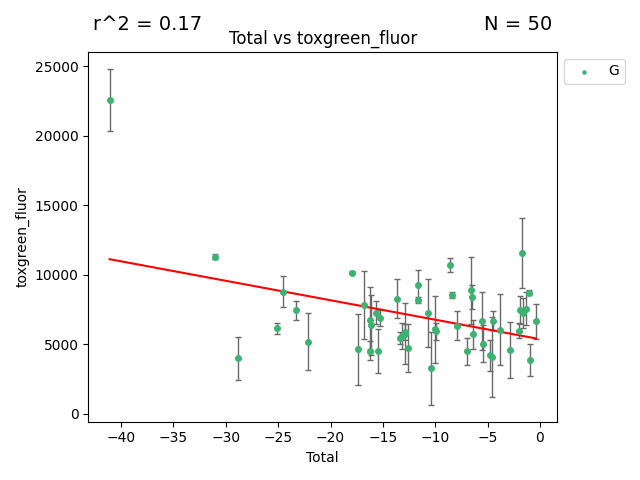 r^2 = 0.17
N = 50
Total vs toxgreen_fluor
G
25000
20000
15000
10000
5000
0
toxgreen_fluor
−40
−35
−30
−25
−20
−15
−10
−5
0
Total